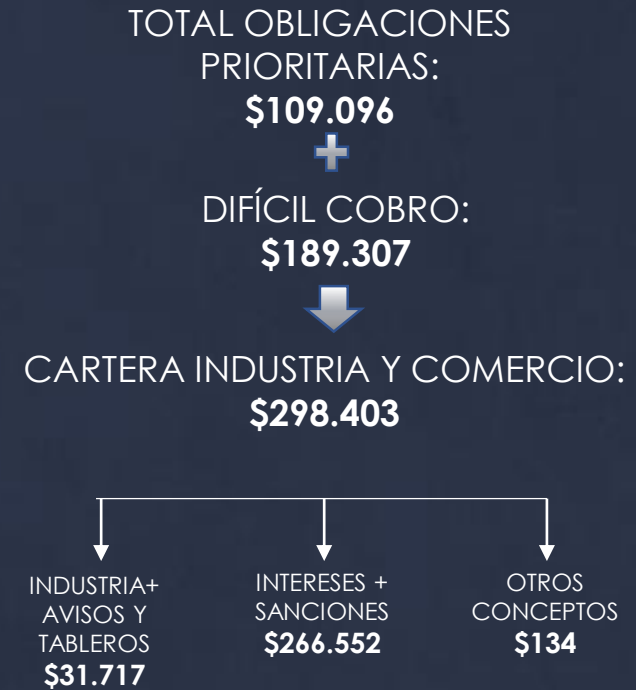 TOTAL OBLIGACIONES
PRIORITARIAS:
$109.096
DIFÍCIL COBRO:
$189.307
CARTERA INDUSTRIA Y COMERCIO:
$298.403
INDUSTRIA+
AVISOS Y
TABLEROS
$31.717
INTERESES +
SANCIONES
$266.552
OTROS
CONCEPTOS
$134